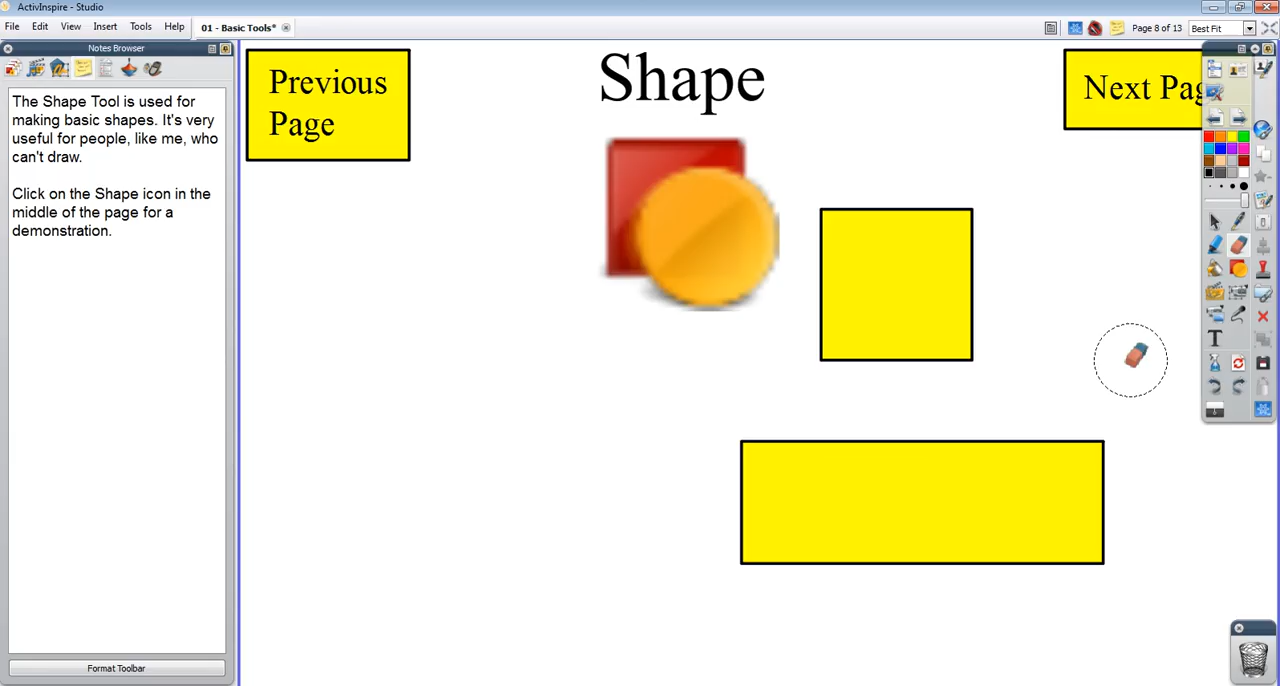 ActivInspire - Studio
File Edit View Insert Tools Help
01 - Basic Tools*
Page 8 of 13
Best Fit
Notes Browser
The Shape Tool is used for
making basic shapes. It's very
useful for people, like me, who
can't draw.
Click on the Shape icon in the
middle of the page for a
demonstration.
Format Toolbar
Previous
Page
Shape
Next Pag
T